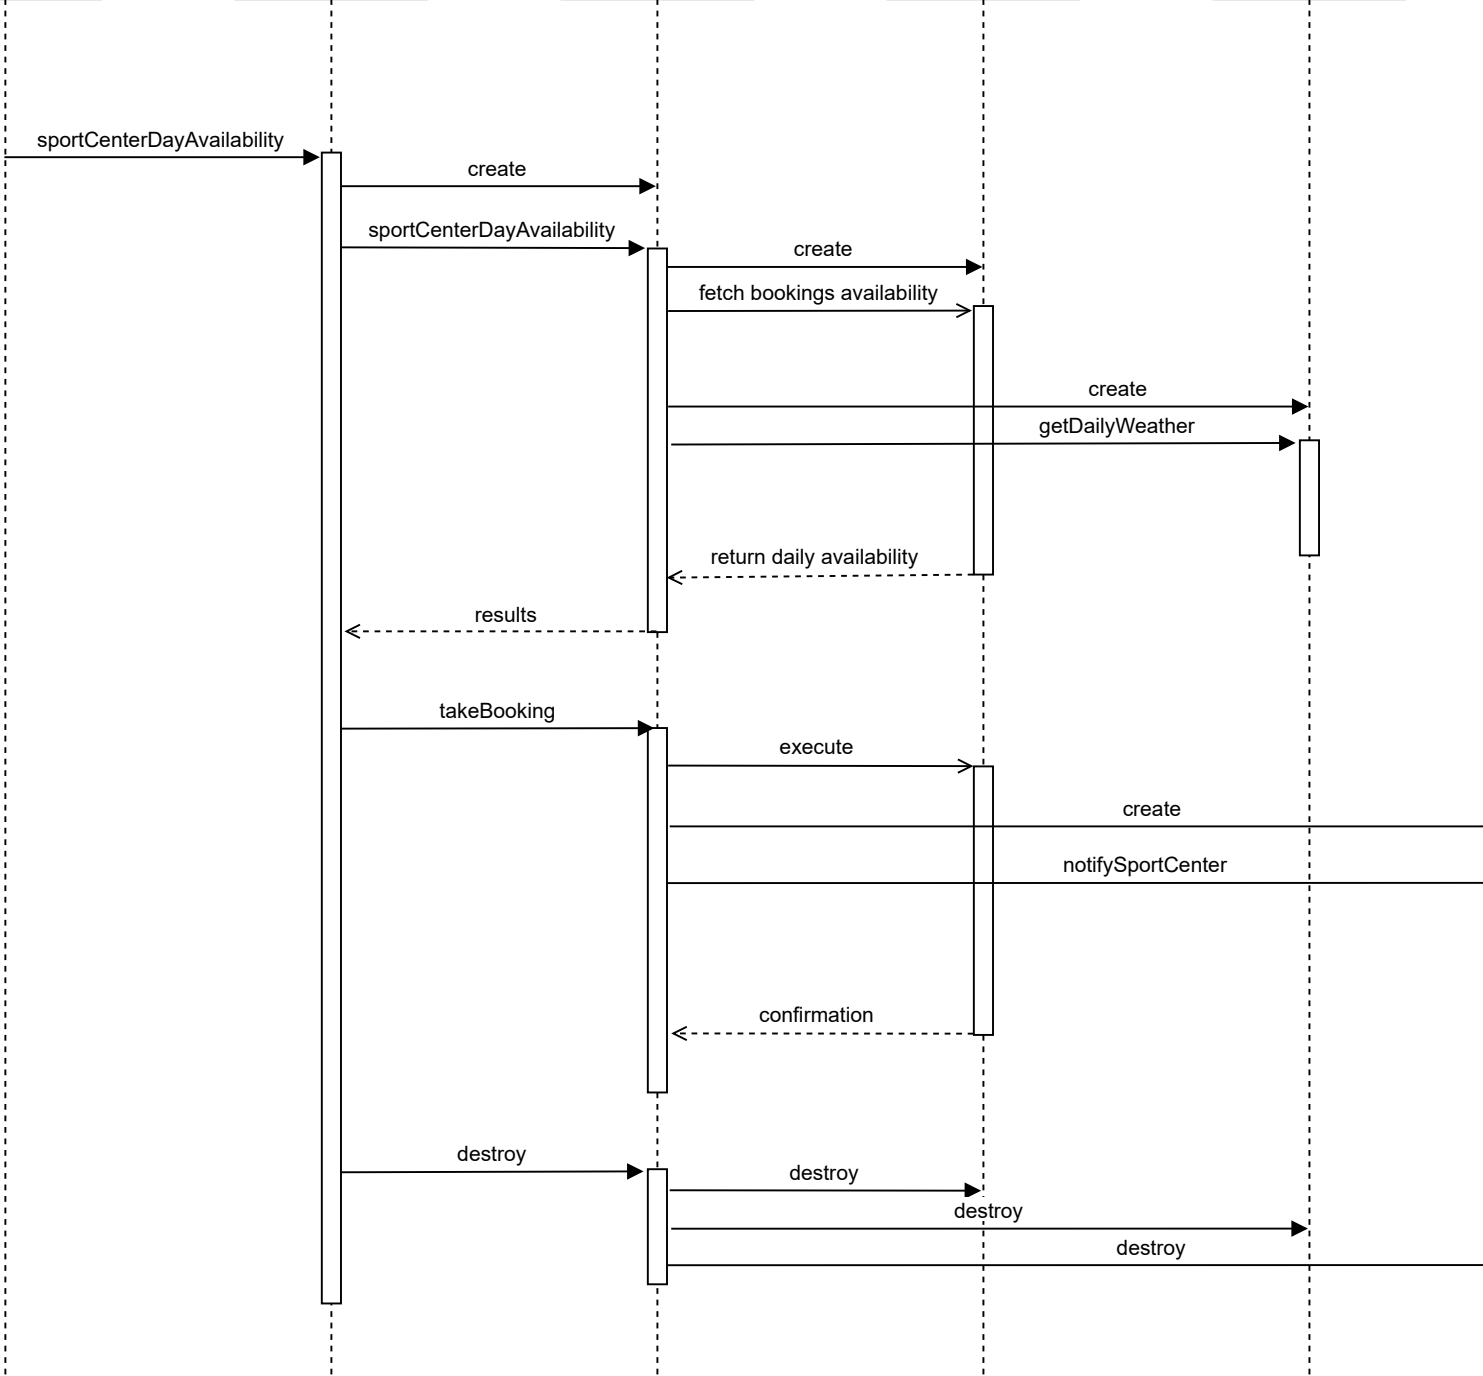 sportCenterDayAvailability
create
sportCenterDayAvailability
create
fetch bookings availability
create
getDailyWeather
return daily availability
results
takeBooking
execute
create
notifySportCenter
confirmation
destroy
destroy
destroy
destroy